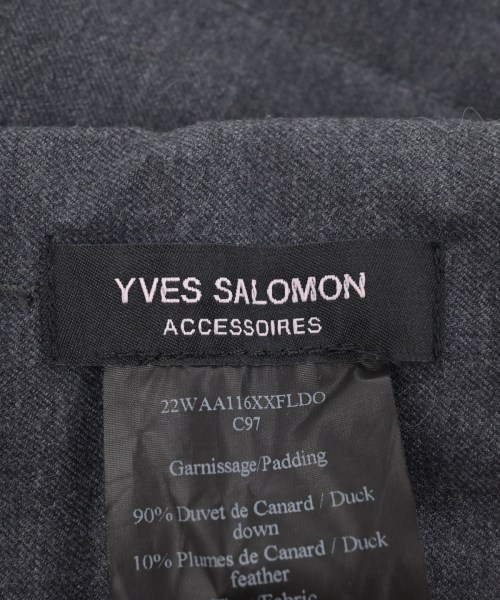 YVES SALOMON
ACCESSOIRES
22WAA116XXFLDO
C97
Garnissage/Padding
90% Duvet de Canard / Duck
down
10% Plumes de Canard / Duck
feather